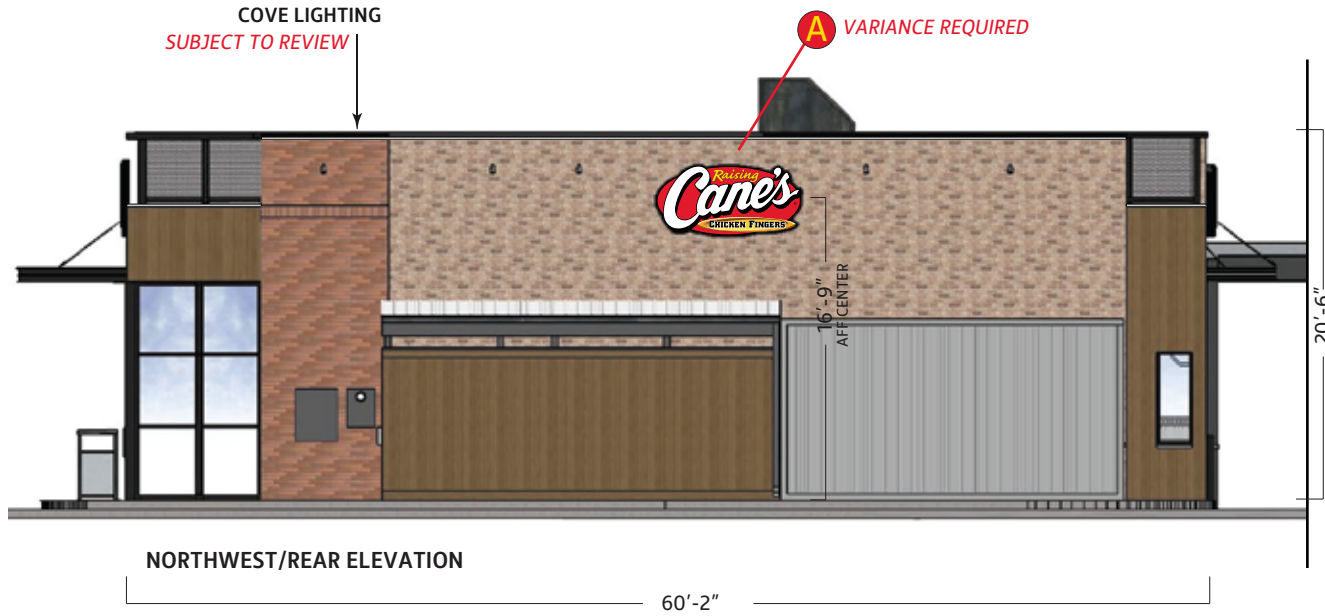 COVE LIGHTING
SUBJECT TO REVIEW
A
VARIANCE REQUIRED
Raising
Cane's
CHICKEN FINGERS
16'-9"
AFF CENTER
20'-6"
NORTHWEST/REAR ELEVATION
60'-2"